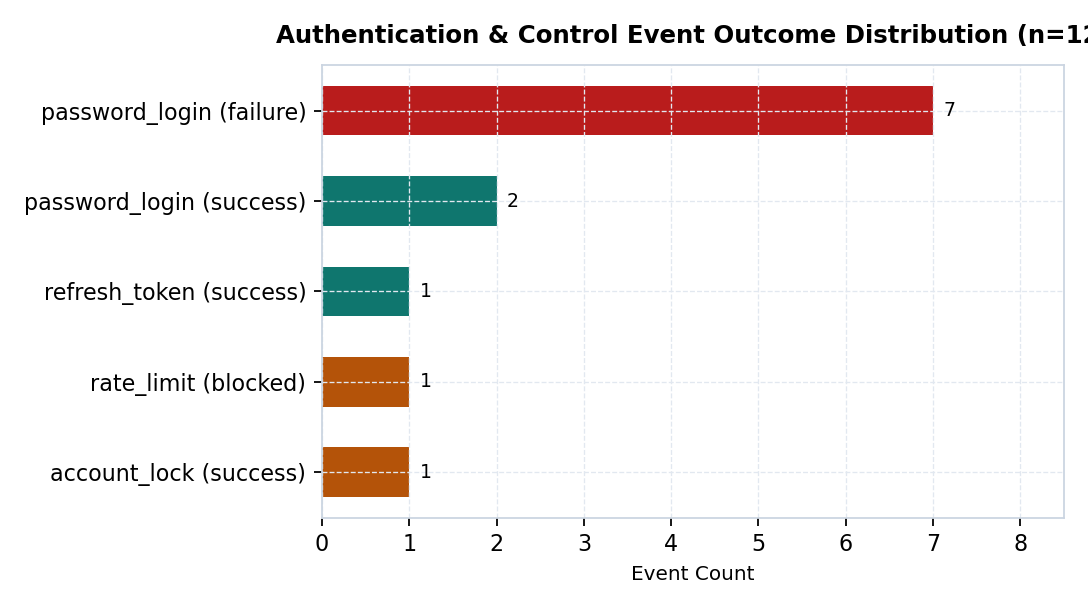 Authentication & Control Event Outcome Distribution (n=12
password_login (failure)
7
password_login (success)
2
refresh_token (success)
1
rate_limit (blocked)
1
account_lock (success)
1
0 1 2 3 4 5 6 7 8
Event Count